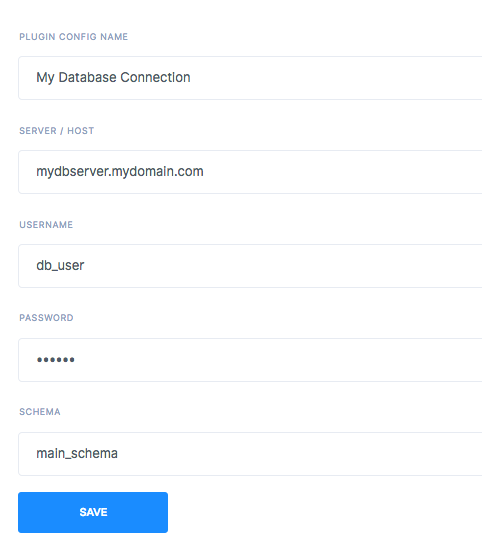 PLUGIN CONFIG NAME
My Database Connection
SERVER / HOST
mydbserver.mydomain.com
USERNAME
db_user
PASSWORD
••••••
SCHEMA
main_schema
SAVE